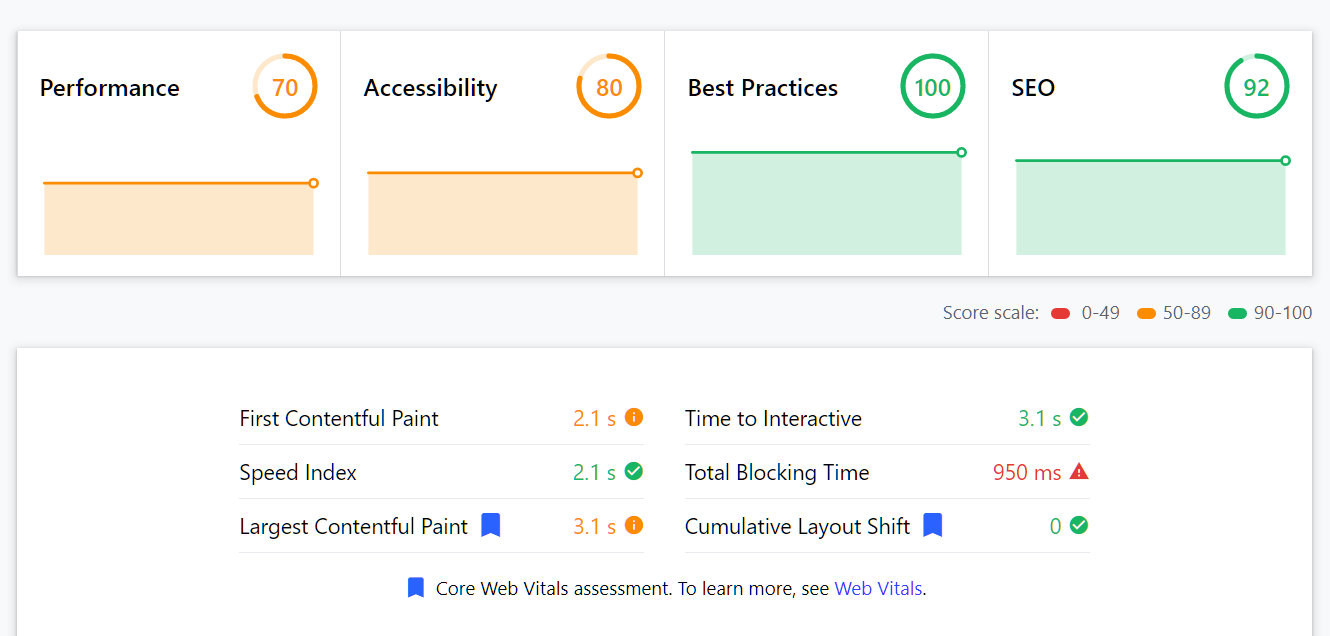 Performance 70 Accessibility 80 Best Practices 100 SEO 92
Score scale: 0-49 50-89 90-100
First Contentful Paint 2.1 s Time to Interactive 3.1 s
Speed Index 2.1 s Total Blocking Time 950 ms
Largest Contentful Paint 3.1 s Cumulative Layout Shift 0
Core Web Vitals assessment. To learn more, see Web Vitals.